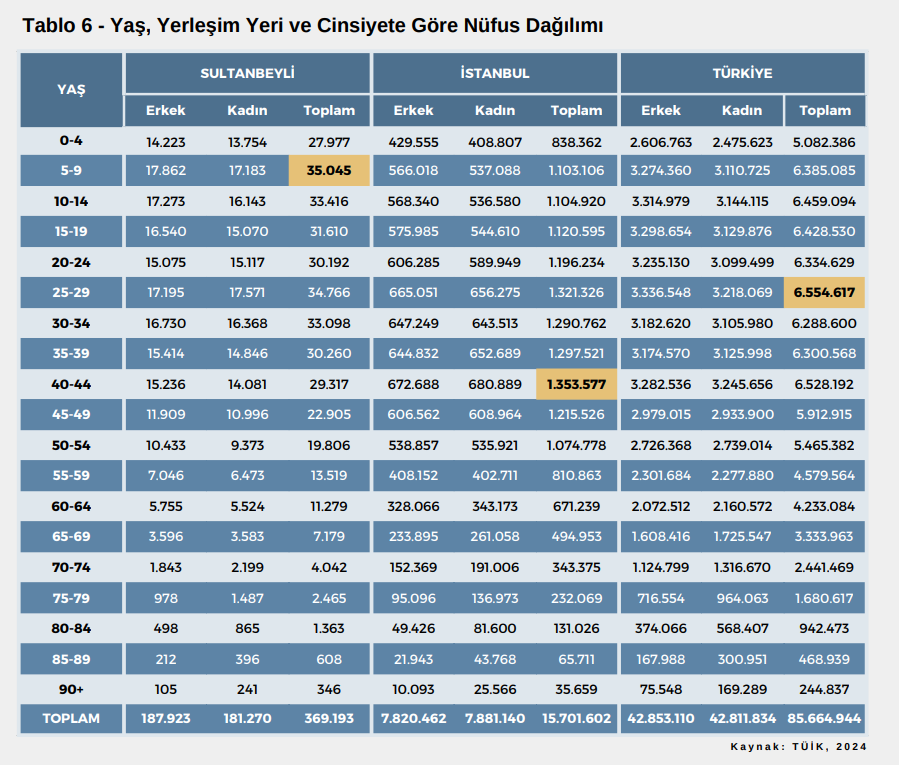 Tablo 6 - Yaş, Yerleşim Yeri ve Cinsiyete Göre Nüfus Dağılımı
YAŞ SULTANBEYLİ İSTANBUL TÜRKİYE
Erkek Kadın Toplam Erkek Kadın Toplam Erkek Kadın Toplam
0-4 14.223 13.754 27.977 429.555 408.807 838.362 2.606.763 2.475.623 5.082.386
5-9 17.862 17.183 35.045 566.018 537.088 1.103.106 3.274.360 3.110.725 6.385.085
10-14 17.273 16.143 33.416 568.340 536.580 1.104.920 3.314.979 3.144.115 6.459.094
15-19 16.540 15.070 31.610 575.985 544.610 1.120.595 3.298.654 3.129.876 6.428.530
20-24 15.075 15.117 30.192 606.285 589.949 1.196.234 3.235.130 3.099.499 6.334.629
25-29 17.195 17.571 34.766 665.051 656.275 1.321.326 3.336.548 3.218.069 6.554.617
30-34 16.730 16.368 33.098 647.249 643.513 1.290.762 3.182.620 3.105.980 6.288.600
35-39 15.414 14.846 30.260 644.832 652.689 1.297.521 3.174.570 3.125.998 6.300.568
40-44 15.236 14.081 29.317 672.688 680.889 1.353.577 3.282.536 3.245.656 6.528.192
45-49 11.909 10.996 22.905 606.562 608.964 1.215.526 2.979.015 2.933.900 5.912.915
50-54 10.433 9.373 19.806 538.857 535.921 1.074.778 2.726.368 2.739.014 5.465.382
55-59 7.046 6.473 13.519 408.152 402.711 810.863 2.301.684 2.277.880 4.579.564
60-64 5.755 5.524 11.279 328.066 343.173 671.239 2.072.512 2.160.572 4.233.084
65-69 3.596 3.583 7.179 233.895 261.058 494.953 1.608.416 1.725.547 3.333.963
70-74 1.843 2.199 4.042 152.369 191.006 343.375 1.124.799 1.316.670 2.441.469
75-79 978 1.487 2.465 95.096 136.973 232.069 716.554 964.063 1.680.617
80-84 498 865 1.363 49.426 81.600 131.026 374.066 568.407 942.473
85-89 212 396 608 21.943 43.768 65.711 167.988 300.951 468.939
90+ 105 241 346 10.093 25.566 35.659 75.548 169.289 244.837
TOPLAM 187.923 181.270 369.193 7.820.462 7.881.140 15.701.602 42.853.110 42.811.834 85.664.944
Kaynak: TÜİK, 2024